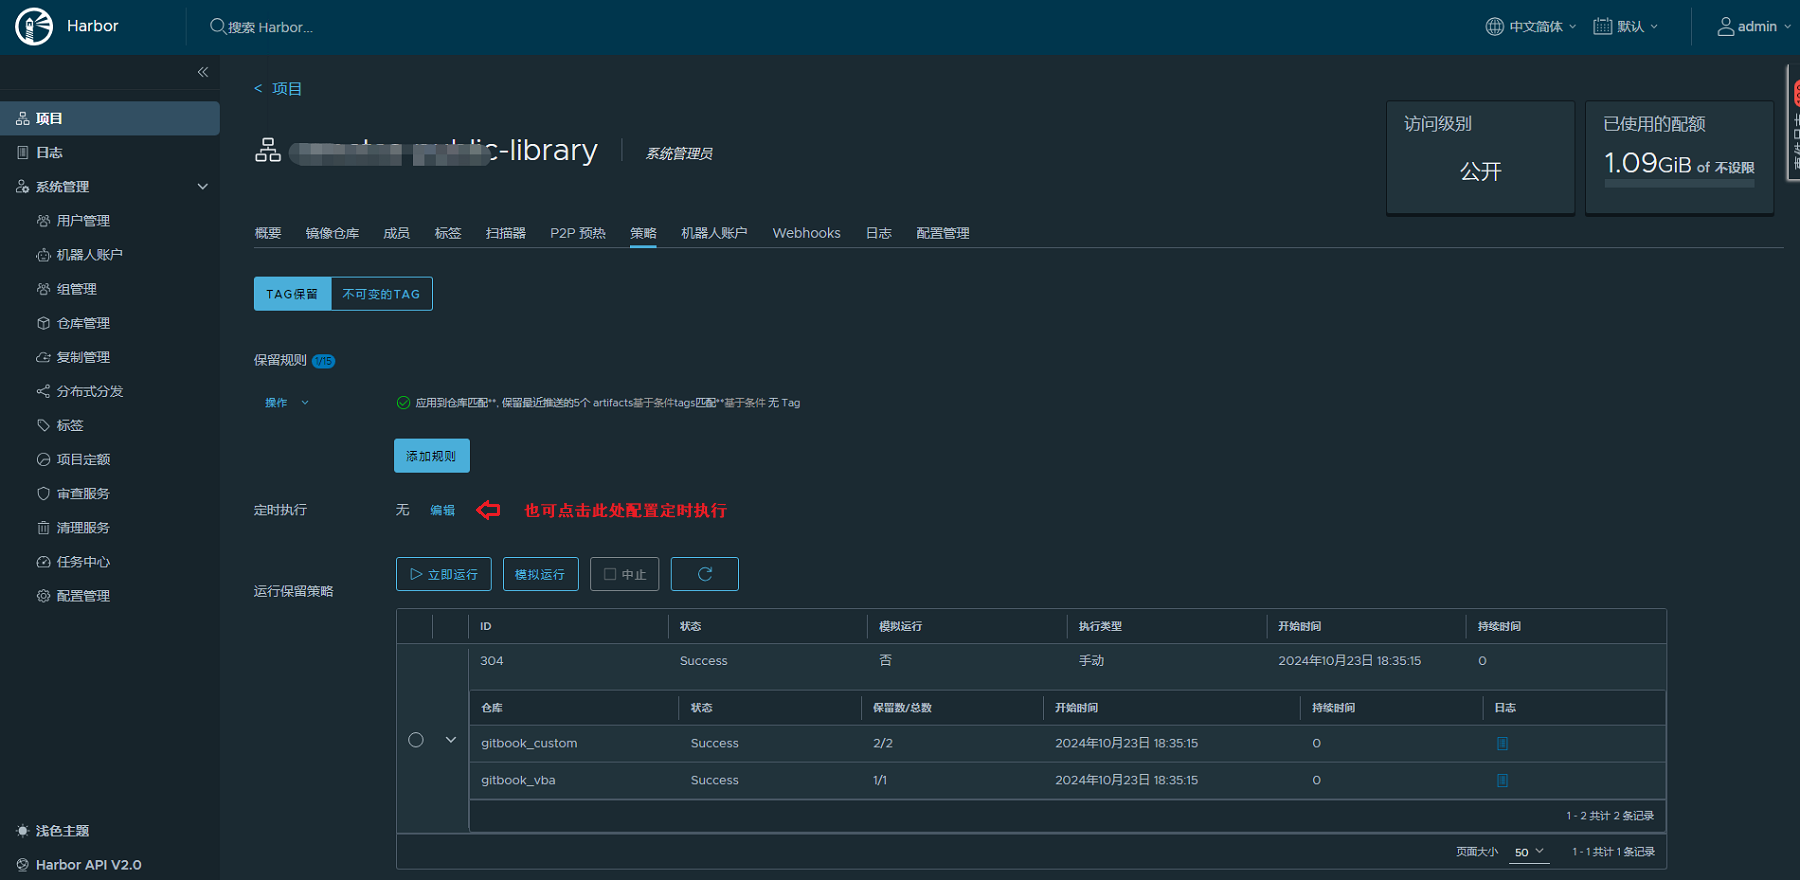 Harbor
搜索 Harbor...
中文简体
默认
admin
项目
日志
系统管理
用户管理
机器人账户
组管理
仓库管理
复制管理
分布式分发
标签
项目定额
审查服务
清理服务
任务中心
配置管理
浅色主题
Harbor API V2.0
< 项目
-library
系统管理员
访问级别
公开
已使用的配额
1.09GiB of 不设限
概要 镜像仓库 成员 标签 扫描器 P2P 预热 策略 机器人账户 Webhooks 日志 配置管理
TAG保留 不可变的TAG
保留规则 1/15
操作
应用到仓库匹配**, 保留最近推送的5个 artifacts基于条件tags匹配**基于条件 无 Tag
添加规则
定时执行 无 编辑 也可点击此处配置定时执行
运行保留策略
立即运行 模拟运行 中止
ID 状态 模拟运行 执行类型 开始时间 持续时间
304 Success 否 手动 2024年10月23日 18:35:15 0
仓库 状态 保留数/总数 开始时间 持续时间 日志
gitbook_custom Success 2/2 2024年10月23日 18:35:15 0
gitbook_vba Success 1/1 2024年10月23日 18:35:15 0
1 - 2 共计 2 条记录
页面大小 50 1 - 1 共计 1 条记录